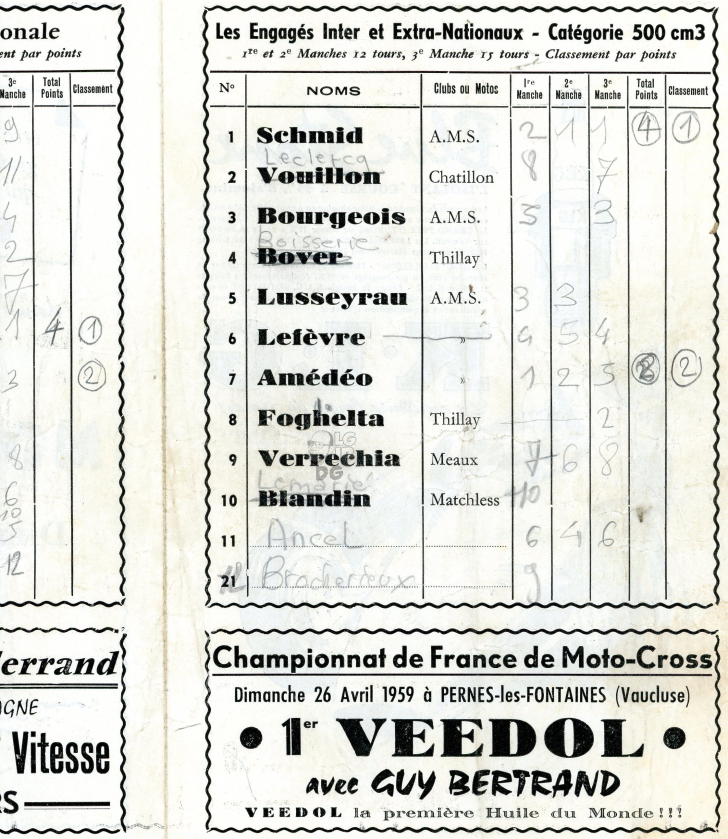 onale
ent par points
3e Manche Total Points Classement
9
11
4
2
7
1 4 1
3 2
8
6
10
5
12
errand
AGNE
Vitesse
RS
Les Engagés Inter et Extra-Nationaux - Catégorie 500 cm3
1re et 2e Manches 12 tours, 3e Manche 15 tours - Classement par points
No NOMS Clubs ou Motos 1re Manche 2e Manche 3e Manche Total Points Classement
1 Schmid A.M.S. 2 1 1 4 1
Leclercq
2 Vouillon Chatillon 8 7
3 Bourgeois A.M.S. 5 3
Boisserie
4 Bover Thillay
5 Lusseyrau A.M.S. 3 3
6 Lefèvre » 4 5 4
7 Amédéo » 1 2 5 8 2
8 Foghelta Thillay 2
9 Verrechia Meaux 7 6 8
Lemarié
10 Blandin Matchless 10
11 Ancel 6 4 6
21 12 9
Championnat de France de Moto-Cross
Dimanche 26 Avril 1959 à PERNES-les-FONTAINES (Vaucluse)
• 1er VEEDOL •
avec GUY BERTRAND
VEEDOL la première Huile du Monde!!!